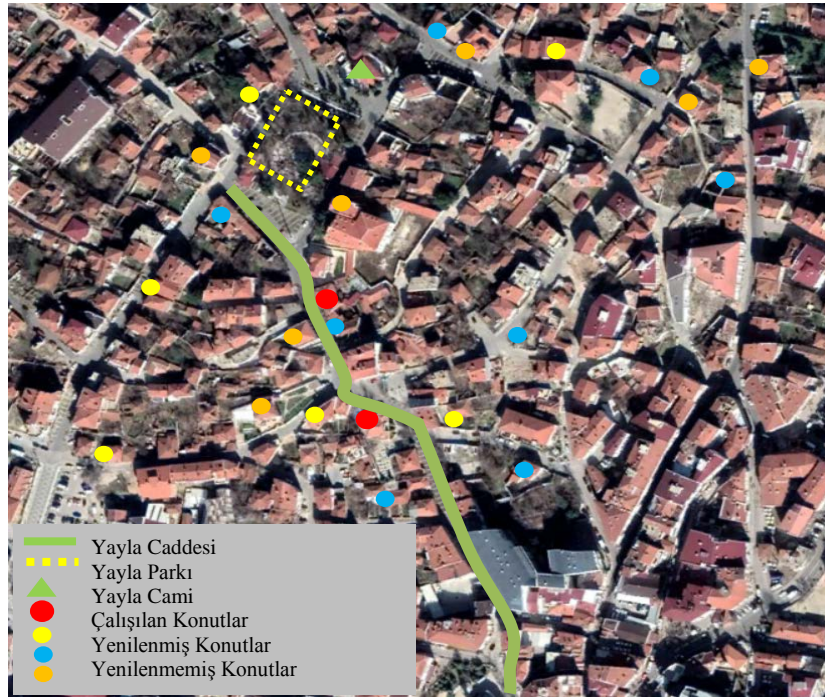 Yayla Caddesi
Yayla Parkı
Yayla Cami
Çalışılan Konutlar
Yenilenmiş Konutlar
Yenilenmemiş Konutlar